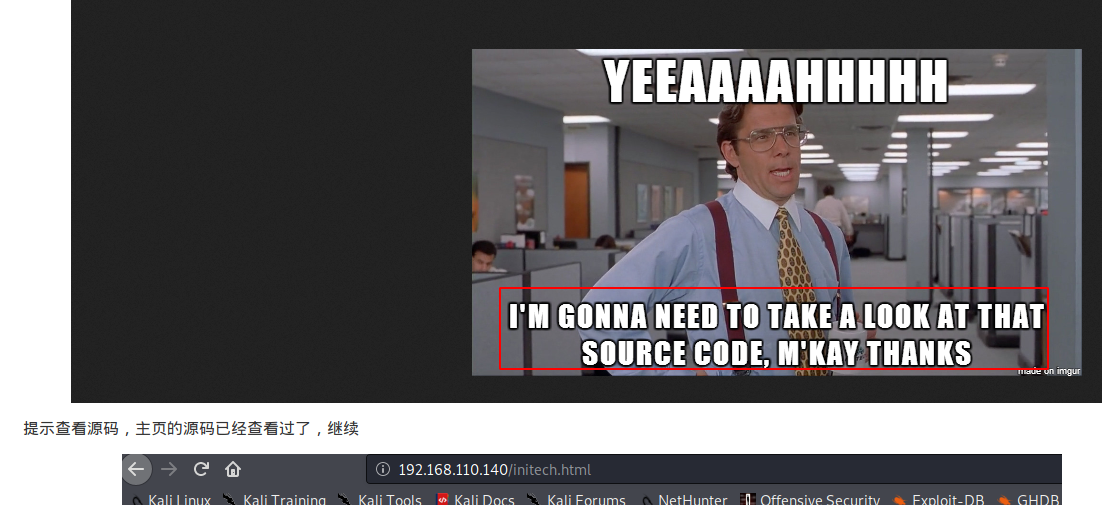 YEEAAAAHHHHH
I'M GONNA NEED TO TAKE A LOOK AT THAT
SOURCE CODE, M'KAY THANKS
made on imgur
提示查看源码，主页的源码已经查看过了，继续
192.168.110.140/initech.html
Kali Linux Kali Training Kali Tools Kali Docs Kali Forums NetHunter Offensive Security Exploit-DB GHDB